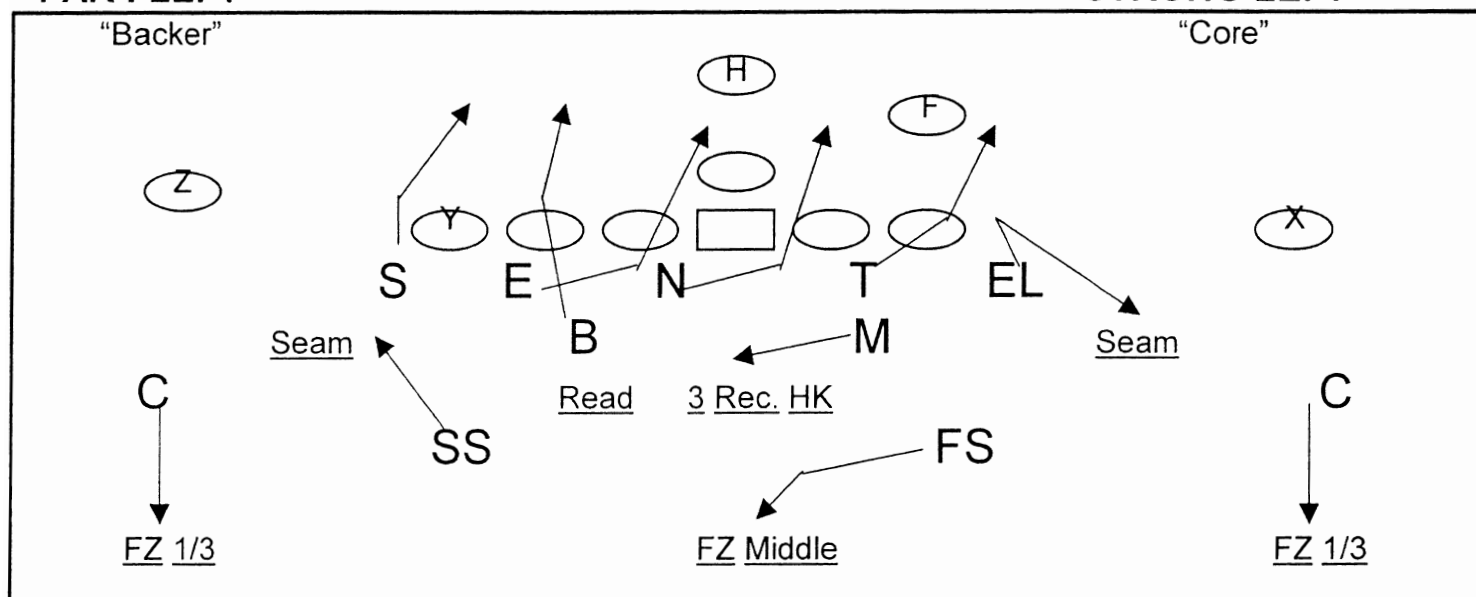 "Backer" "Core"
H
F
Z
Y X
S E N T EL
B M
Seam Seam
C Read 3 Rec. HK C
SS FS
FZ 1/3 FZ Middle FZ 1/3